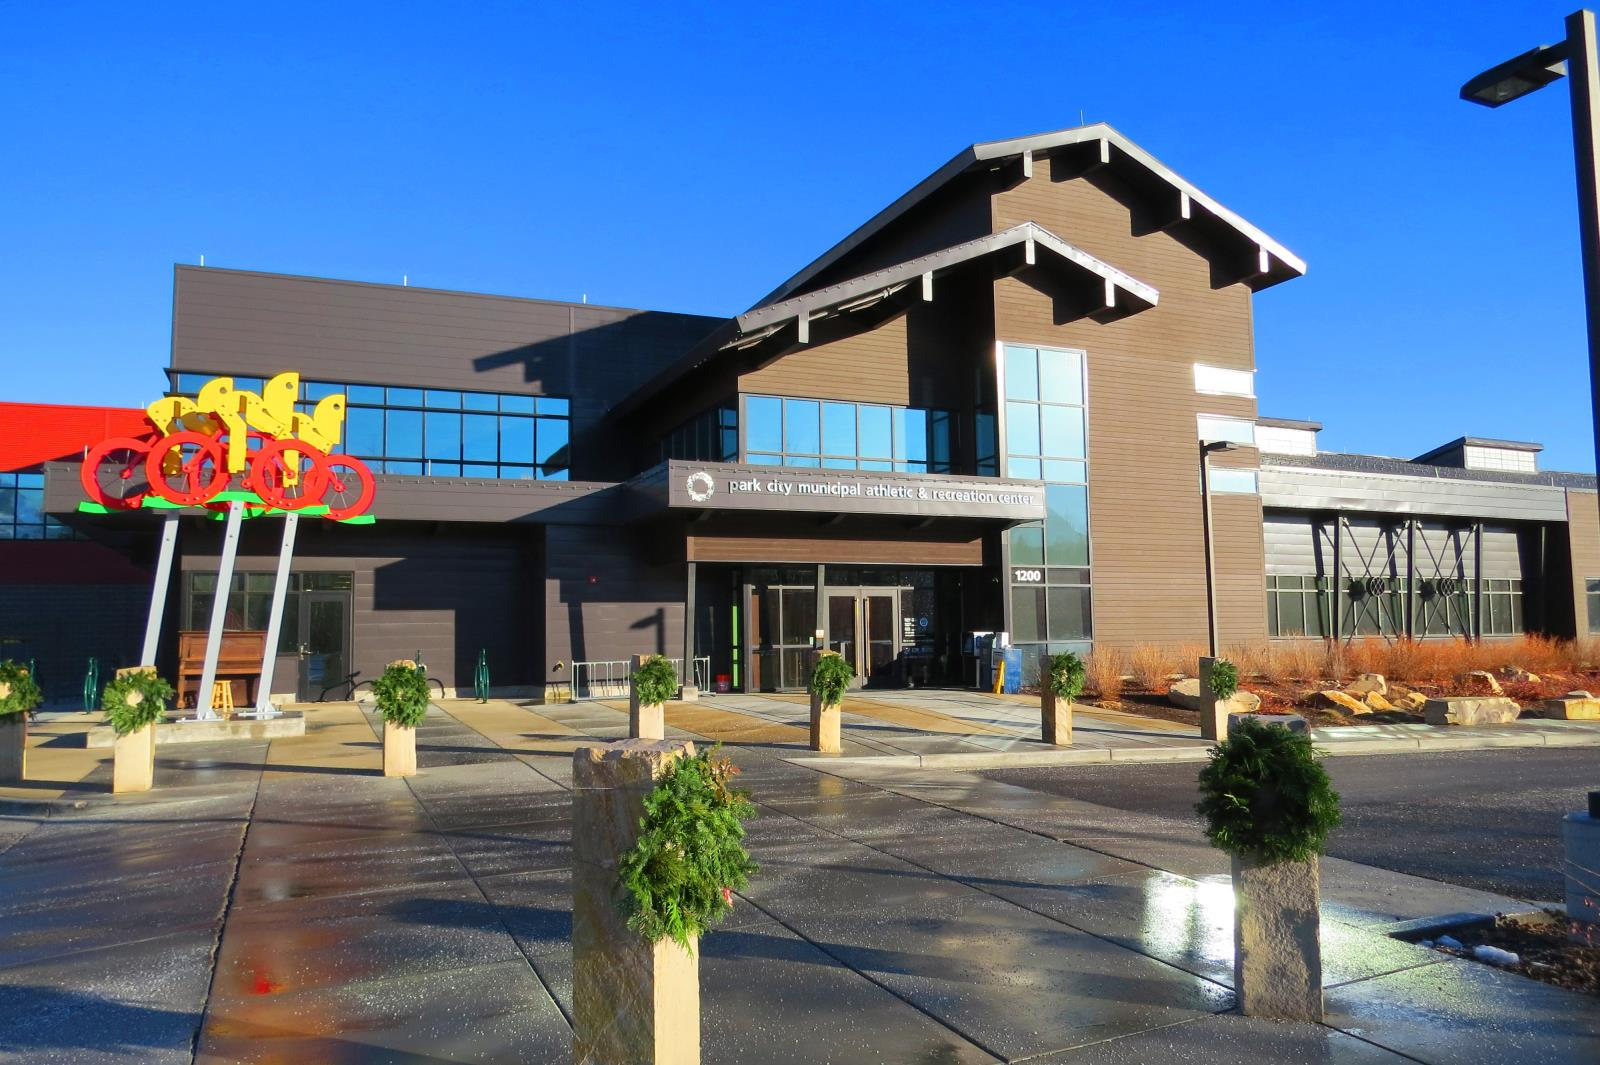 park city municipal athletic & recreation center
1200